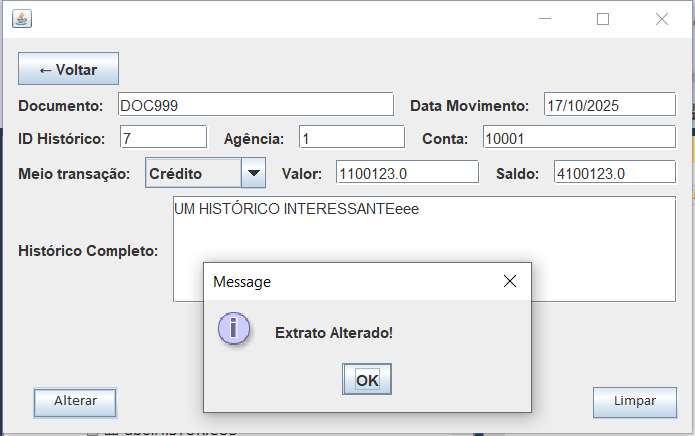 ← Voltar
Documento: DOC999 Data Movimento: 17/10/2025
ID Histórico: 7 Agência: 1 Conta: 10001
Meio transação: Crédito Valor: 1100123.0 Saldo: 4100123.0
UM HISTÓRICO INTERESSANTEeee
Histórico Completo:
Message
Extrato Alterado!
OK
Alterar Limpar